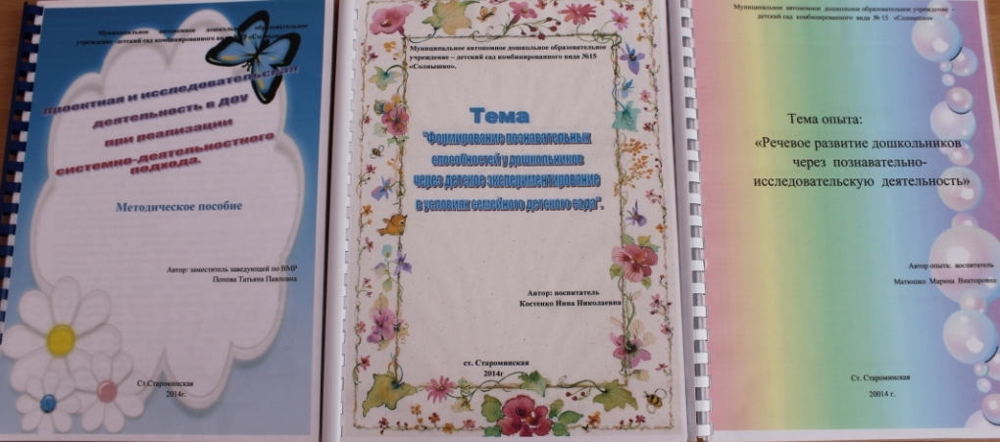 Муниципальное автономное дошкольное образовательное
учреждение-детский сад комбинированного вида
Проектная и исследовательская
деятельность в ДОУ
при реализации
системно-деятельностного
подхода.
Методическое пособие
Автор: заместитель заведующей по ВМР
Попова Татьяна Павловна
Ст.Староминская
2014г.
Муниципальное автономное дошкольное образовательное
учреждение – детский сад комбинированного вида №15
«Солнышко».
Тема
"Формирование познавательных
способностей у дошкольников
через детское экспериментирование
в условиях семейного детского сада".
Автор: воспитатель
Костенко Инна Николаевна
ст. Староминская
2014г
Муниципальное автономное дошкольное образовательное учреждение -
детский сад комбинированного вида № 15 «Солнышко»
Тема опыта:
«Речевое развитие дошкольников
через познавательно-
исследовательскую деятельность»
Автор опыта: воспитатель
Матюшко Марина Викторовна
Ст. Староминская
20014 г.